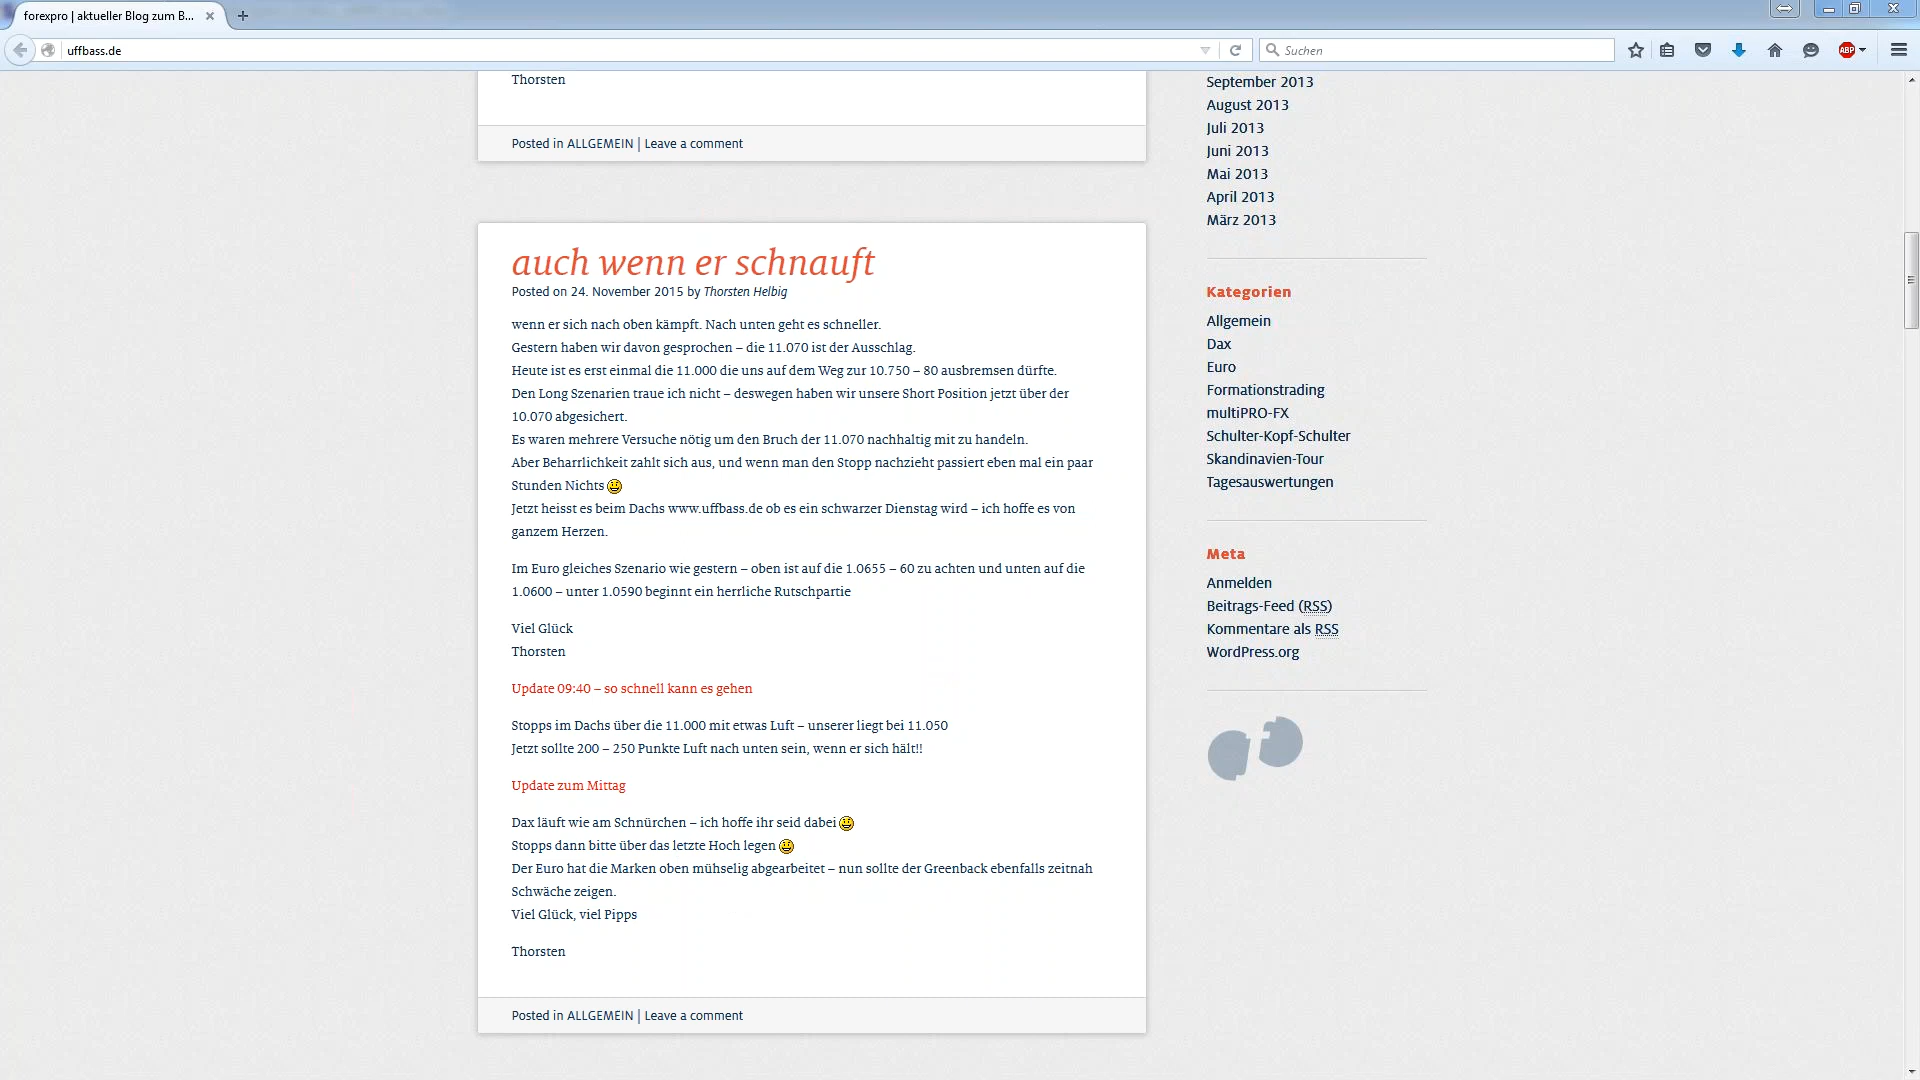 forexpro | aktueller Blog zum B...
uffbass.de
Suchen
ABP
Thorsten
Posted in ALLGEMEIN | Leave a comment
auch wenn er schnauft
Posted on 24. November 2015 by Thorsten Helbig
wenn er sich nach oben kämpft. Nach unten geht es schneller.
Gestern haben wir davon gesprochen – die 11.070 ist der Ausschlag.
Heute ist es erst einmal die 11.000 die uns auf dem Weg zur 10.750 – 80 ausbremsen dürfte.
Den Long Szenarien traue ich nicht – deswegen haben wir unsere Short Position jetzt über der
10.070 abgesichert.
Es waren mehrere Versuche nötig um den Bruch der 11.070 nachhaltig mit zu handeln.
Aber Beharrlichkeit zahlt sich aus, und wenn man den Stopp nachzieht passiert eben mal ein paar
Stunden Nichts
Jetzt heisst es beim Dachs www.uffbass.de ob es ein schwarzer Dienstag wird – ich hoffe es von
ganzem Herzen.
Im Euro gleiches Szenario wie gestern – oben ist auf die 1.0655 – 60 zu achten und unten auf die
1.0600 – unter 1.0590 beginnt ein herrliche Rutschpartie
Viel Glück
Thorsten
Update 09:40 – so schnell kann es gehen
Stopps im Dachs über die 11.000 mit etwas Luft – unserer liegt bei 11.050
Jetzt sollte 200 – 250 Punkte Luft nach unten sein, wenn er sich hält!!
Update zum Mittag
Dax läuft wie am Schnürchen – ich hoffe ihr seid dabei
Stopps dann bitte über das letzte Hoch legen
Der Euro hat die Marken oben mühselig abgearbeitet – nun sollte der Greenback ebenfalls zeitnah
Schwäche zeigen.
Viel Glück, viel Pipps
Thorsten
Posted in ALLGEMEIN | Leave a comment
September 2013
August 2013
Juli 2013
Juni 2013
Mai 2013
April 2013
März 2013
Kategorien
Allgemein
Dax
Euro
Formationstrading
multiPRO-FX
Schulter-Kopf-Schulter
Skandinavien-Tour
Tagesauswertungen
Meta
Anmelden
Beitrags-Feed (RSS)
Kommentare als RSS
WordPress.org